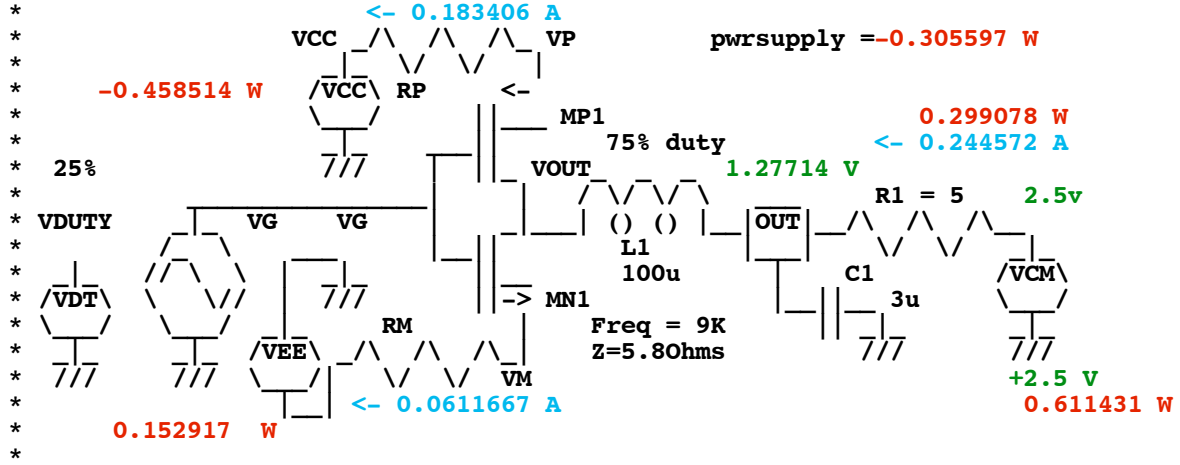 * <- 0.183406 A
* VCC _/\ /\ /\_ VP pwrsupply =-0.305597 W
*
* -0.458514 W VCC RP <-
* MP1 0.299078 W
* 75% duty <- 0.244572 A
* 25% /// VOUT 1.27714 V
* R1 = 5 2.5v
* VDUTY VG VG () () OUT
* L1
* 100u C1 VCM
* VDT /// -> MN1 3u
* RM Freq = 9K
* VEE Z=5.8Ohms ///
* /// /// VM /// +2.5 V
* <- 0.0611667 A 0.611431 W
* 0.152917 W
*